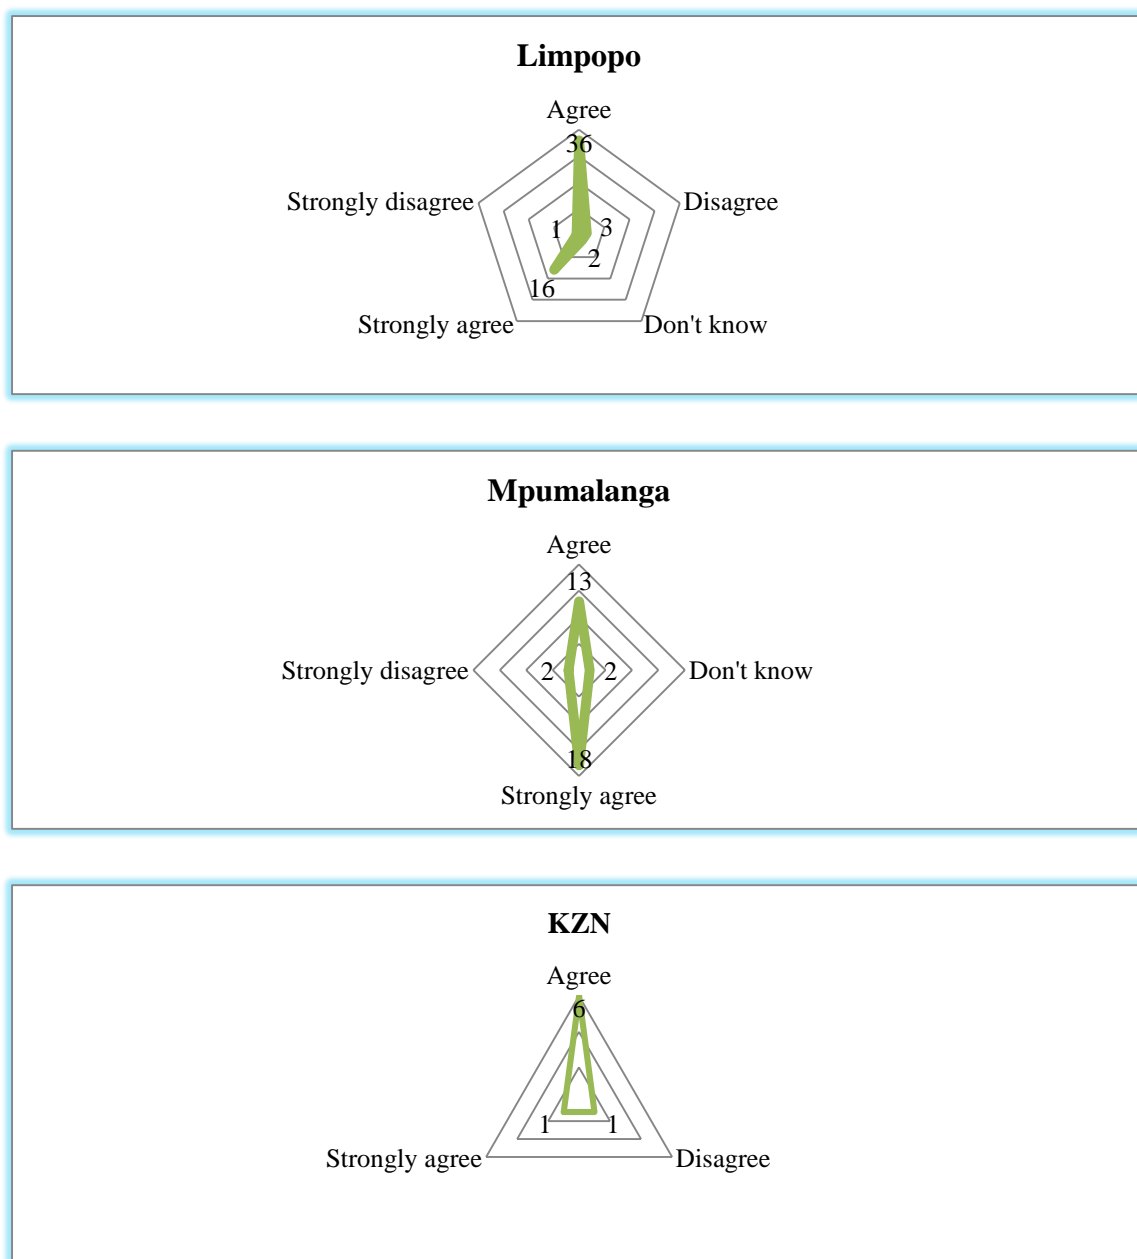 Limpopo
Agree
36
Strongly disagree
Disagree
1
3
2
16
Strongly agree
Don't know
Mpumalanga
Agree
13
Strongly disagree
2
2
Don't know
18
Strongly agree
KZN
Agree
6
1
1
Strongly agree
Disagree